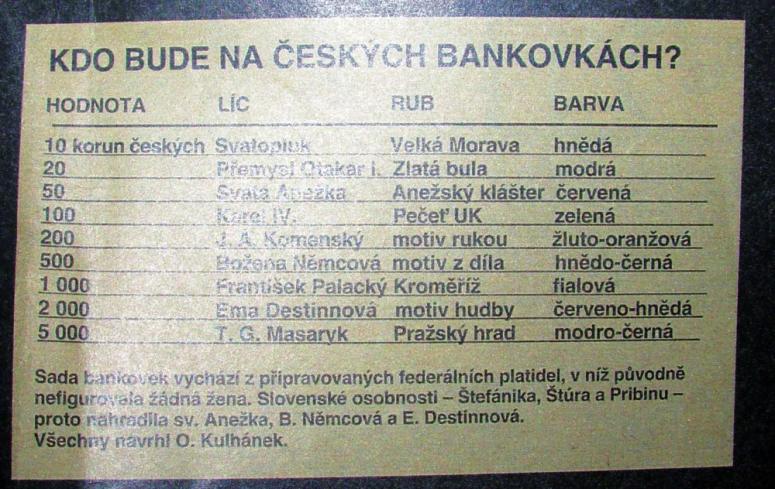 KDO BUDE NA ČESKÝCH BANKOVKÁCH?
HODNOTA LÍC RUB BARVA
10 korun českých Svatopluk Velká Morava hnědá
20 Přemysl Otakar I. Zlatá bula modrá
50 Svatá Anežka Anežský klášter červená
100 Karel IV. Pečeť UK zelená
200 J. A. Komenský motiv rukou žluto-oranžová
500 Božena Němcová motiv z díla hnědo-černá
1 000 František Palacký Kroměříž fialová
2 000 Ema Destinnová motiv hudby červeno-hnědá
5 000 T. G. Masaryk Pražský hrad modro-černá
Sada bankovek vychází z připravovaných federálních platidel, v níž původně
nefigurovala žádná žena. Slovenské osobnosti – Štefánika, Štúra a Pribinu –
proto nahradila sv. Anežka, B. Němcová a E. Destinnová.
Všechny navrhl O. Kulhánek.